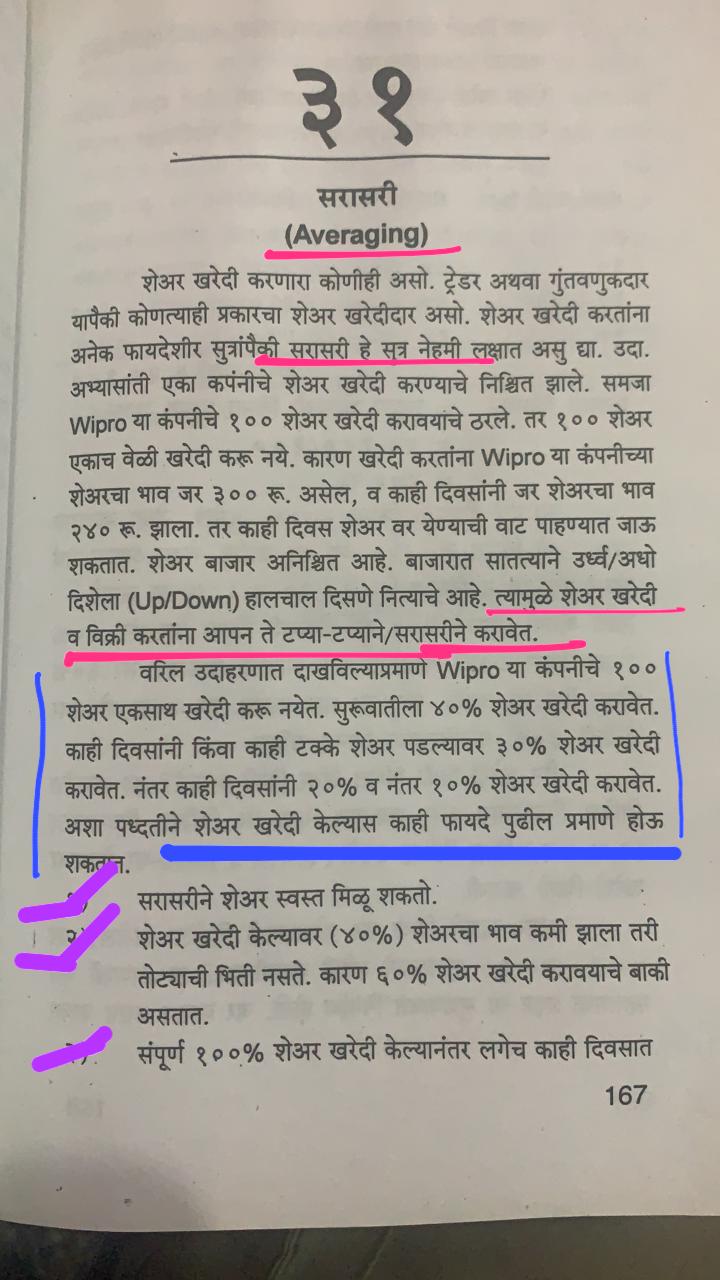 ३१
सरासरी
(Averaging)
शेअर खरेदी करणारा कोणीही असो. ट्रेडर अथवा गुंतवणुकदार
यापैकी कोणत्याही प्रकारचा शेअर खरेदीदार असो. शेअर खरेदी करतांना
अनेक फायदेशीर सुत्रांपैकी सरासरी हे सूत्र नेहमी लक्षात असु द्या. उदा.
अभ्यासांती एका कपंनीचे शेअर खरेदी करण्याचे निश्चित झाले. समजा
Wipro या कंपनीचे १०० शेअर खरेदी करावयाचे ठरले. तर १०० शेअर
एकाच वेळी खरेदी करू नये. कारण खरेदी करतांना Wipro या कंपनीच्या
शेअरचा भाव जर ३०० रू. असेल, व काही दिवसांनी जर शेअरचा भाव
२४० रू. झाला. तर काही दिवस शेअर वर येण्याची वाट पाहण्यात जाऊ
शकतात. शेअर बाजार अनिश्चित आहे. बाजारात सातत्याने उर्ध्व/अधो
दिशेला (Up/Down) हालचाल दिसणे नित्याचे आहे. त्यामुळे शेअर खरेदी
व विक्री करतांना आपन ते टप्या-टप्याने/सरासरीने करावेत.
वरिल उदाहरणात दाखविल्याप्रमाणे Wipro या कंपनीचे १००
शेअर एकसाथ खरेदी करू नयेत. सुरूवातीला ४०% शेअर खरेदी करावेत.
काही दिवसांनी किंवा काही टक्के शेअर पडल्यावर ३०% शेअर खरेदी
करावेत. नंतर काही दिवसांनी २०% व नंतर १०% शेअर खरेदी करावेत.
अशा पध्दतीने शेअर खरेदी केल्यास काही फायदे पुढील प्रमाणे होऊ
शकतात.
सरासरीने शेअर स्वस्त मिळू शकतो.
२) शेअर खरेदी केल्यावर (४०%) शेअरचा भाव कमी झाला तरी
तोट्याची भिती नसते. कारण ६०% शेअर खरेदी करावयाचे बाकी
असतात.
संपूर्ण १००% शेअर खरेदी केल्यानंतर लगेच काही दिवसात
167